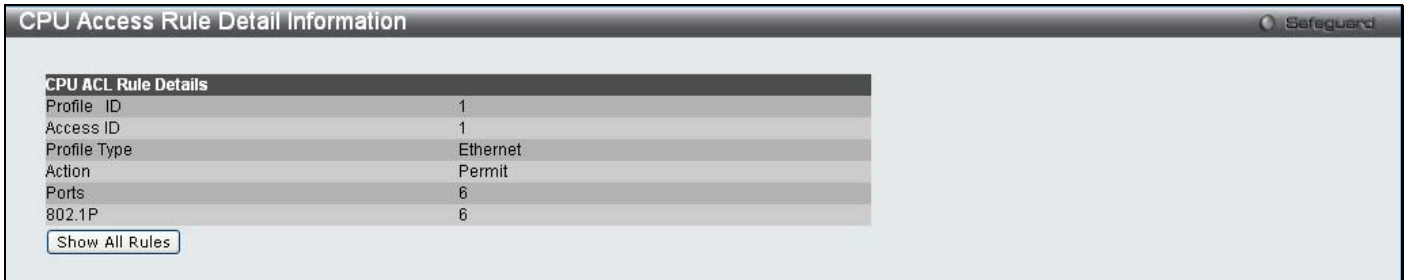 CPU Access Rule Detail Information
Safeguard
CPU ACL Rule Details
Profile ID 1
Access ID 1
Profile Type Ethernet
Action Permit
Ports 6
802.1P 6
Show All Rules